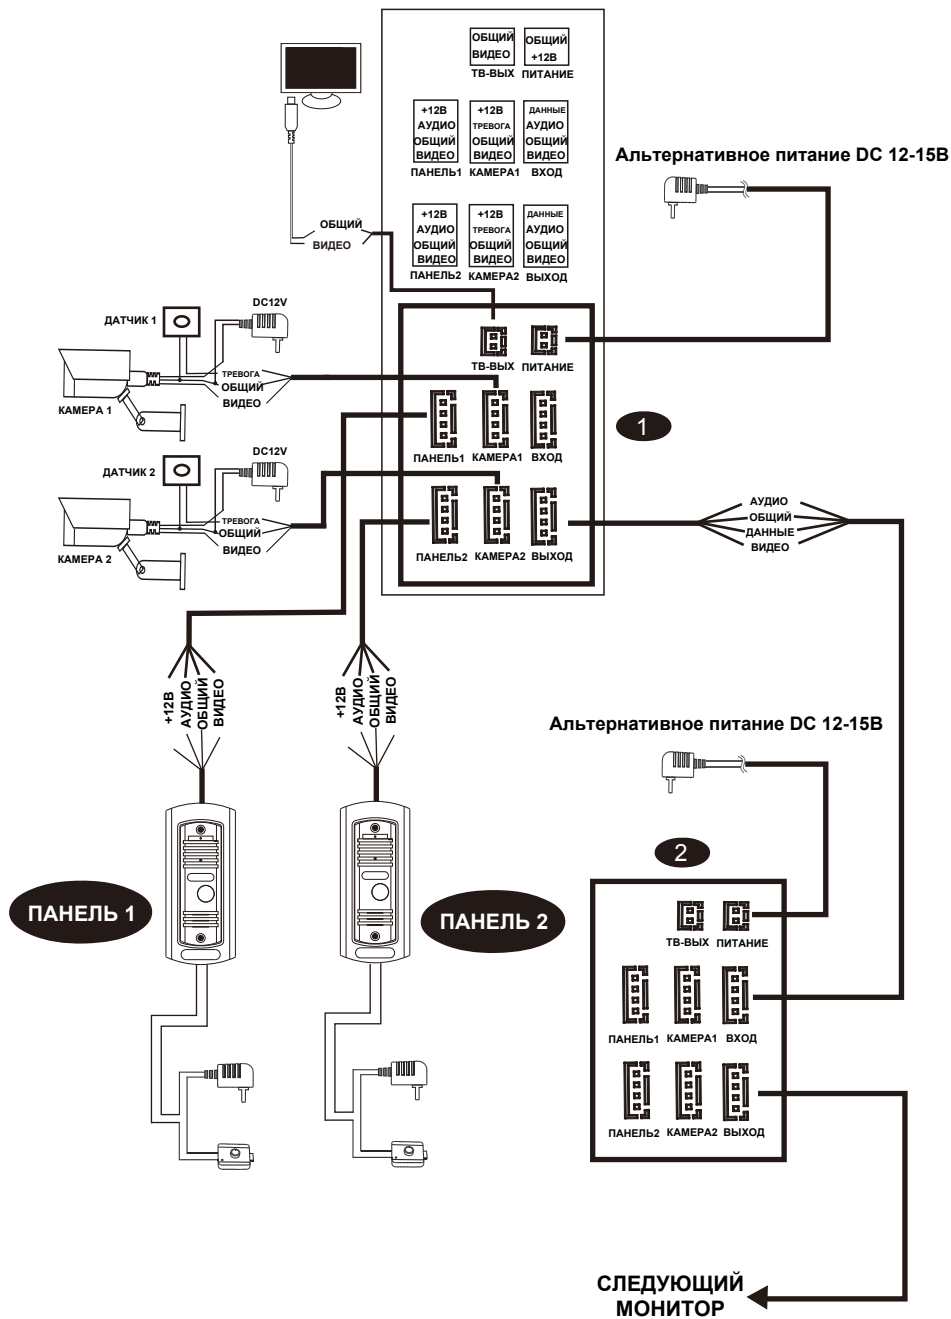 ОБЩИЙ
ВИДЕО
ТВ-ВЫХ
ОБЩИЙ
+12В
ПИТАНИЕ
+12В
АУДИО
ОБЩИЙ
ВИДЕО
ПАНЕЛЬ1
+12В
ТРЕВОГА
ОБЩИЙ
ВИДЕО
КАМЕРА1
ДАННЫЕ
АУДИО
ОБЩИЙ
ВИДЕО
ВХОД
+12В
АУДИО
ОБЩИЙ
ВИДЕО
ПАНЕЛЬ2
+12В
ТРЕВОГА
ОБЩИЙ
ВИДЕО
КАМЕРА2
ДАННЫЕ
АУДИО
ОБЩИЙ
ВИДЕО
ВЫХОД
Альтернативное питание DC 12-15В
ОБЩИЙ
ВИДЕО
DC12V
ДАТЧИК 1
ТРЕВОГА
ОБЩИЙ
ВИДЕО
КАМЕРА 1
ТВ-ВЫХ ПИТАНИЕ
ПАНЕЛЬ1 КАМЕРА1 ВХОД
1
DC12V
ДАТЧИК 2
ТРЕВОГА
ОБЩИЙ
ВИДЕО
КАМЕРА 2
ПАНЕЛЬ2 КАМЕРА2 ВЫХОД
АУДИО
ОБЩИЙ
ДАННЫЕ
ВИДЕО
+12В
АУДИО
ОБЩИЙ
ВИДЕО
+12В
АУДИО
ОБЩИЙ
ВИДЕО
Альтернативное питание DC 12-15В
2
ПАНЕЛЬ 1
ПАНЕЛЬ 2
ТВ-ВЫХ ПИТАНИЕ
ПАНЕЛЬ1 КАМЕРА1 ВХОД
ПАНЕЛЬ2 КАМЕРА2 ВЫХОД
СЛЕДУЮЩИЙ
МОНИТОР